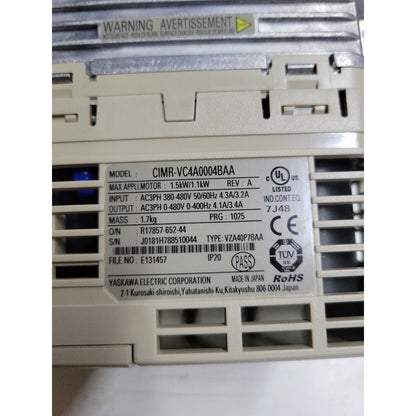 WARNING AVERTISSEMENT
MODEL : CIMR-VC4A0004BAA
MAX APPLI.MOTOR : 1.5kW/1.1kW REV : A
INPUT : AC3PH 380-480V 50/60Hz 4.3A/3.2A
OUTPUT : AC3PH 0-480V 0-400Hz 4.1A/3.4A
MASS : 1.7kg PRG : 1025
O/N : R17857-652-44
S/N : J0181H788510044 TYPE: VZA40P7BAA
FILE NO : E131457 IP20
PASS
YASKAWA ELECTRIC CORPORATION MADE IN JAPAN
2-1 Kurosaki-shiroishi,Yahatanishi-Ku,Kitakyushu 806-0004 Japan
C UL US
LISTED
IND.CONT.EQ.
7J48
TÜV
RoHS